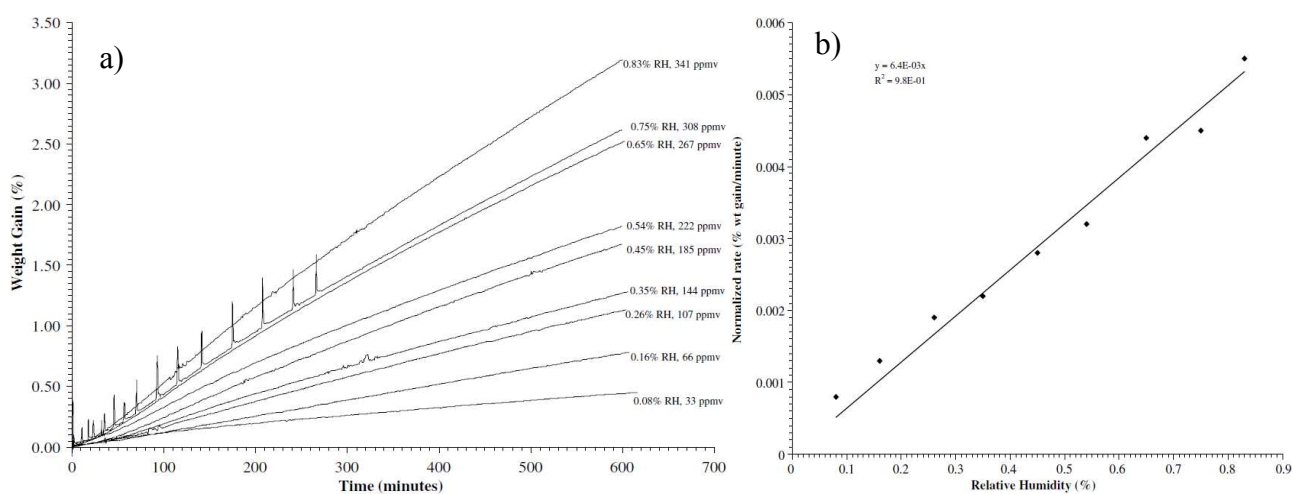 a)
3.50
3.00
2.50
2.00
1.50
1.00
0.50
0.00
Weight Gain (%)
0.83% RH, 341 ppmv
0.75% RH, 308 ppmv
0.65% RH, 267 ppmv
0.54% RH, 222 ppmv
0.45% RH, 185 ppmv
0.35% RH, 144 ppmv
0.26% RH, 107 ppmv
0.16% RH, 66 ppmv
0.08% RH, 33 ppmv
0 100 200 300 400 500 600 700
Time (minutes)
b)
0.006
0.005
0.004
0.003
0.002
0.001
0
Normalized rate (% wt gain/minute)
y = 6.4E-03x
R² = 9.8E-01
0 0.1 0.2 0.3 0.4 0.5 0.6 0.7 0.8 0.9
Relative Humidity (%)